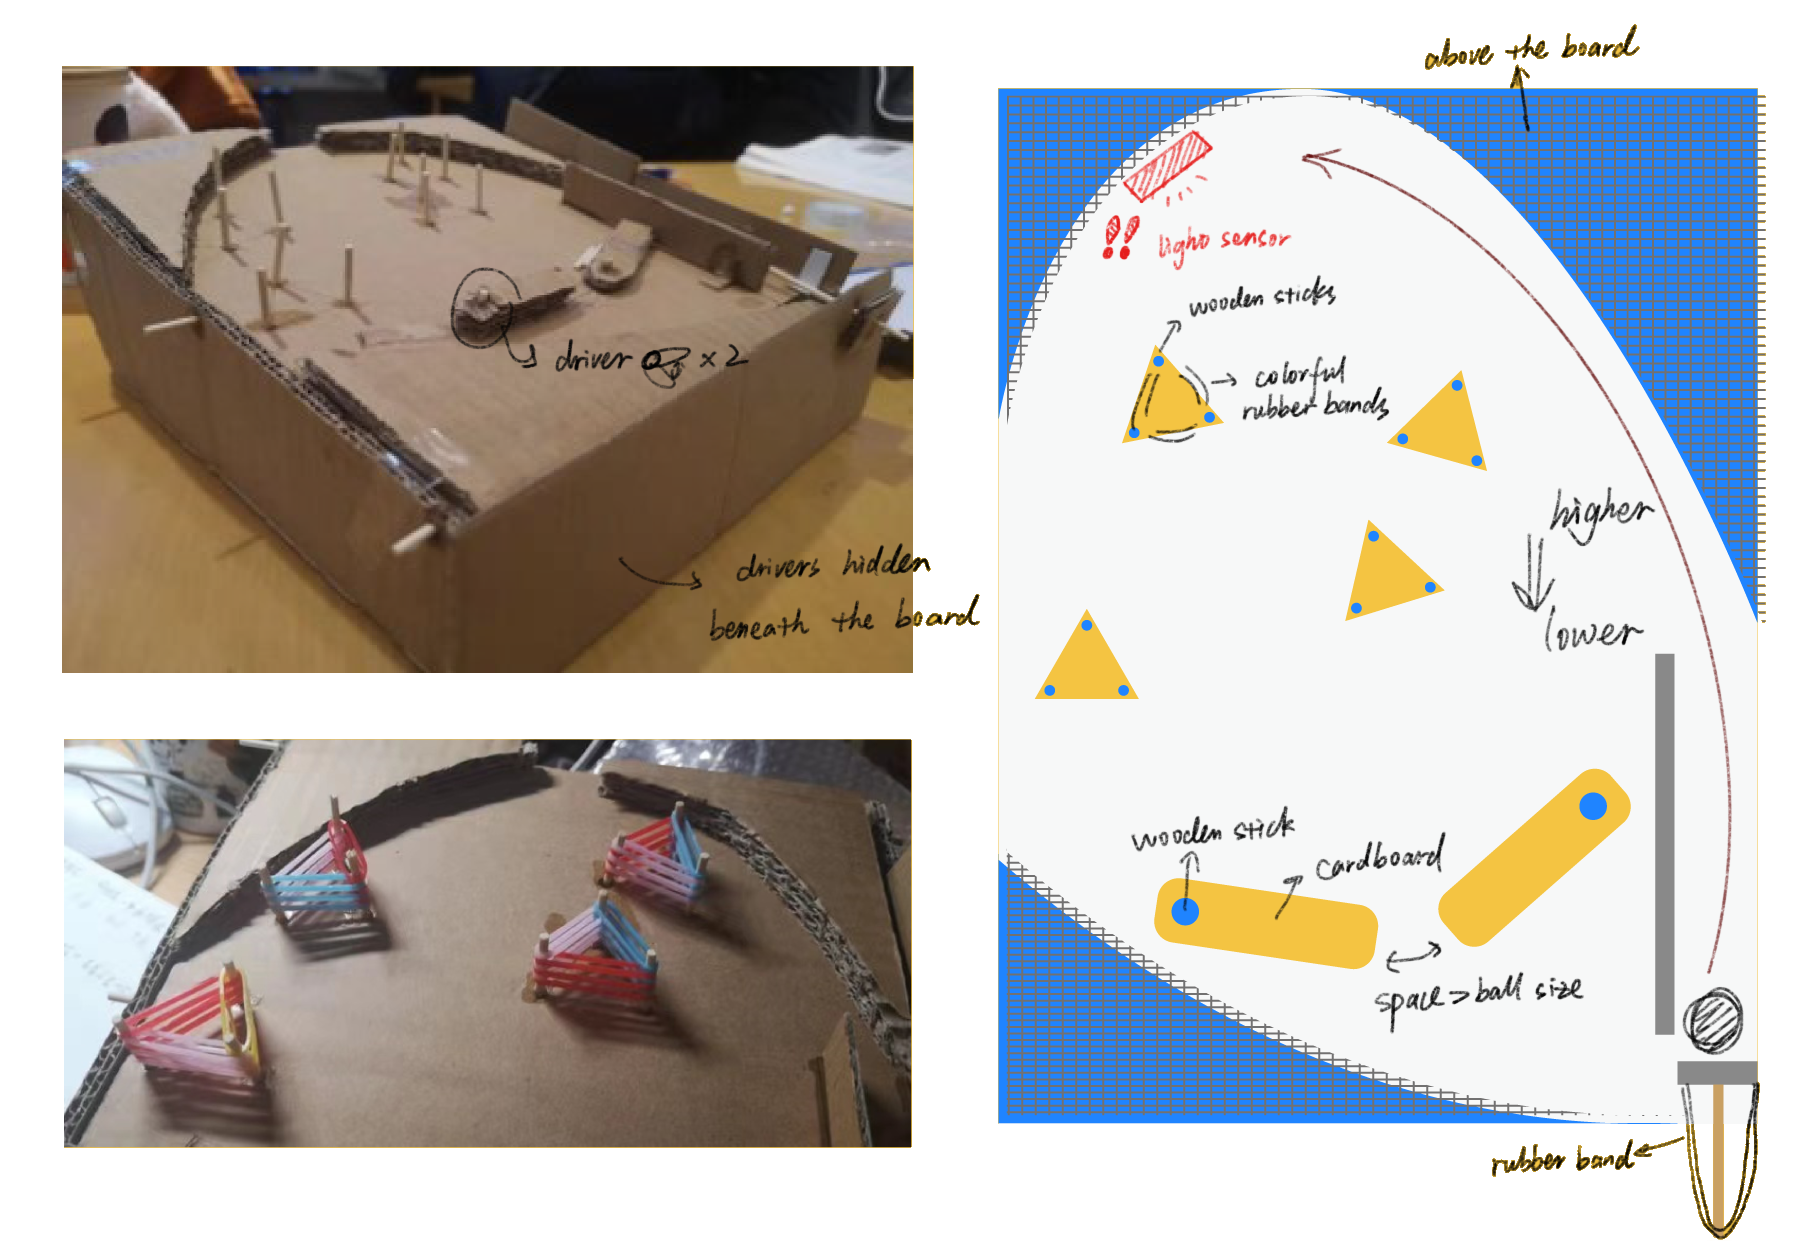 above the board
driver x 2
drivers hidden
beneath the board
ligho sensor
wooden sticks
colorful
rubber bands
higher
lower
wooden stick
cardboard
space > ball size
rubber band